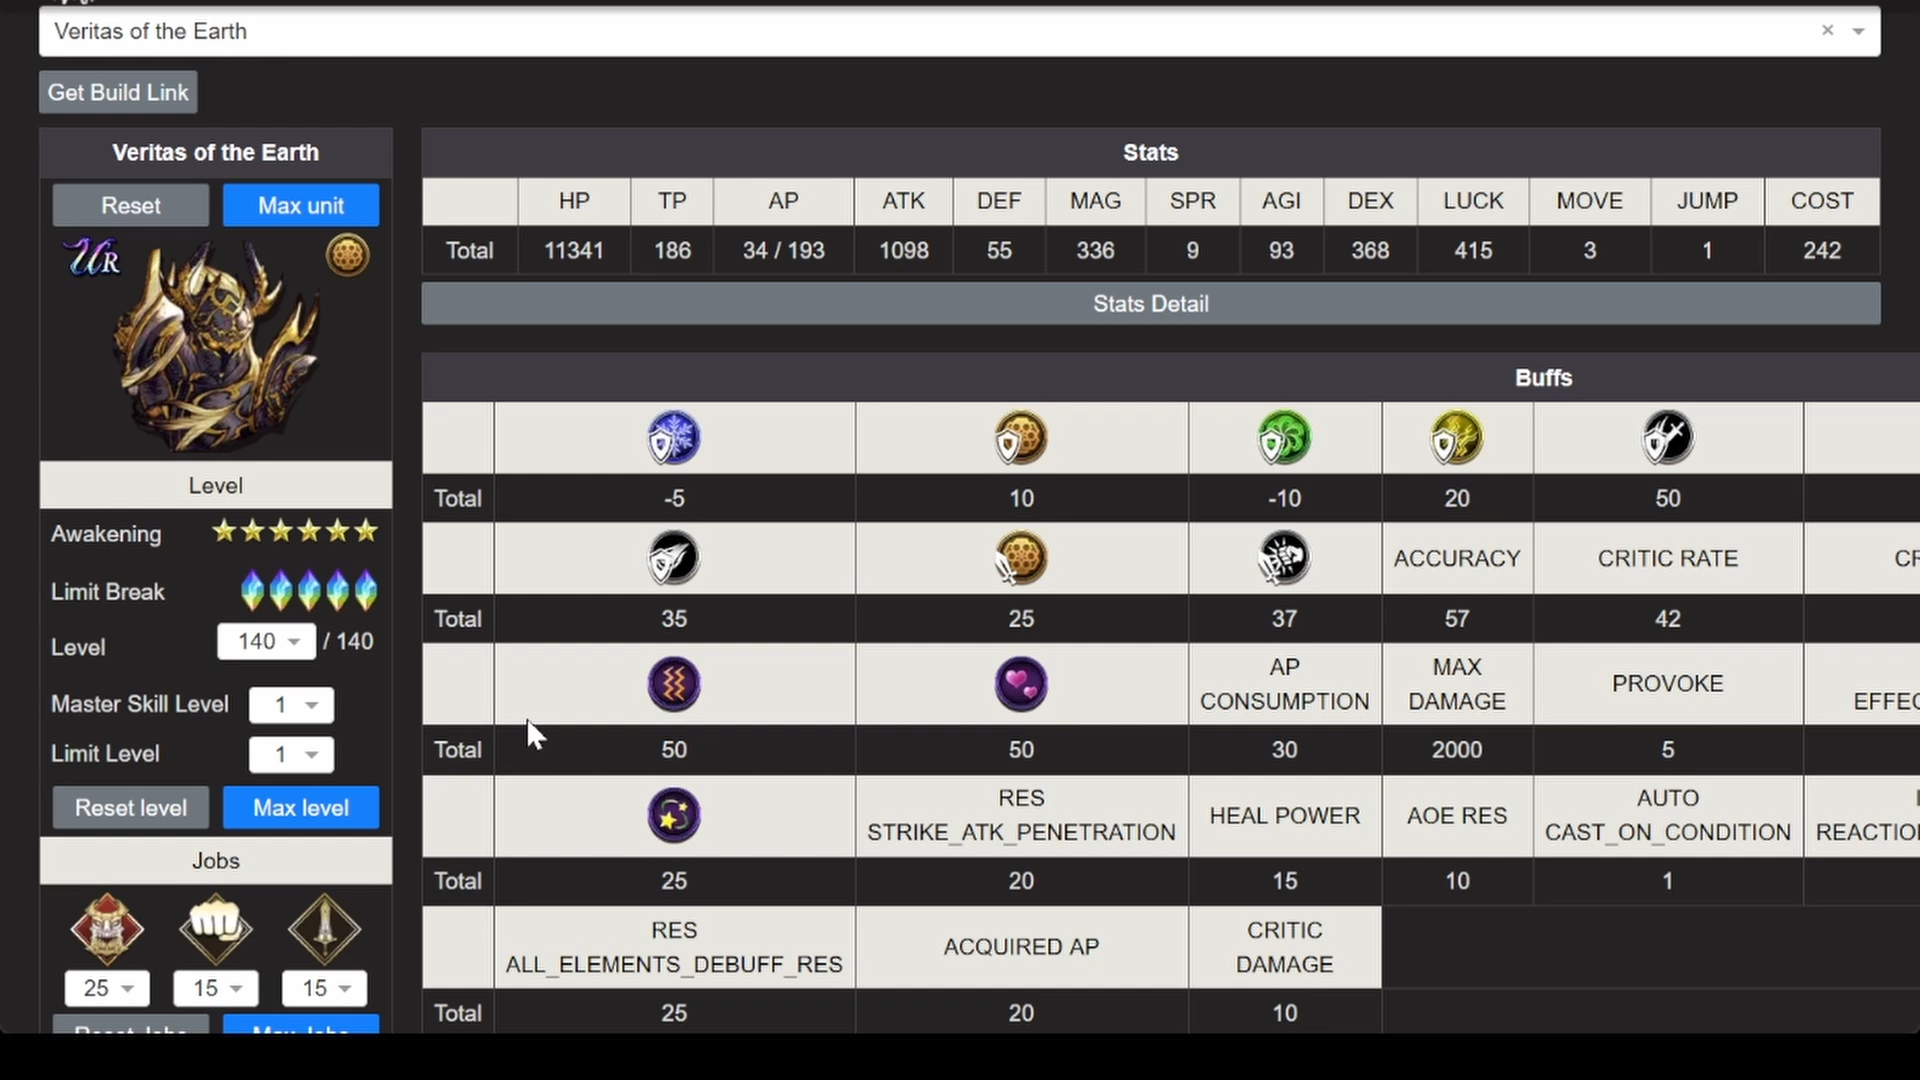 Veritas of the Earth
Get Build Link
Veritas of the Earth
Reset Max unit
UR
Level
Awakening
Limit Break
Level 140 / 140
Master Skill Level 1
Limit Level 1
Reset level Max level
Jobs
25 15 15
Stats
HP TP AP ATK DEF MAG SPR AGI DEX LUCK MOVE JUMP COST
Total 11341 186 34 / 193 1098 55 336 9 93 368 415 3 1 242
Stats Detail
Buffs
Total -5 10 -10 20 50
ACCURACY CRITIC RATE
Total 35 25 37 57 42
AP CONSUMPTION
MAX DAMAGE
PROVOKE
Total 50 50 30 2000 5
RES STRIKE_ATK_PENETRATION
HEAL POWER
AOE RES
AUTO CAST_ON_CONDITION
Total 25 20 15 10 1
RES ALL_ELEMENTS_DEBUFF_RES
ACQUIRED AP
CRITIC DAMAGE
Total 25 20 10